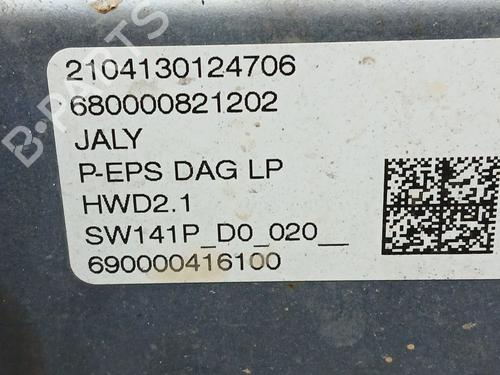 2104130124706
680000821202
JALY
P-EPS DAG LP
HWD2.1
SW141P_D0_020__
690000416100
B-PARTS